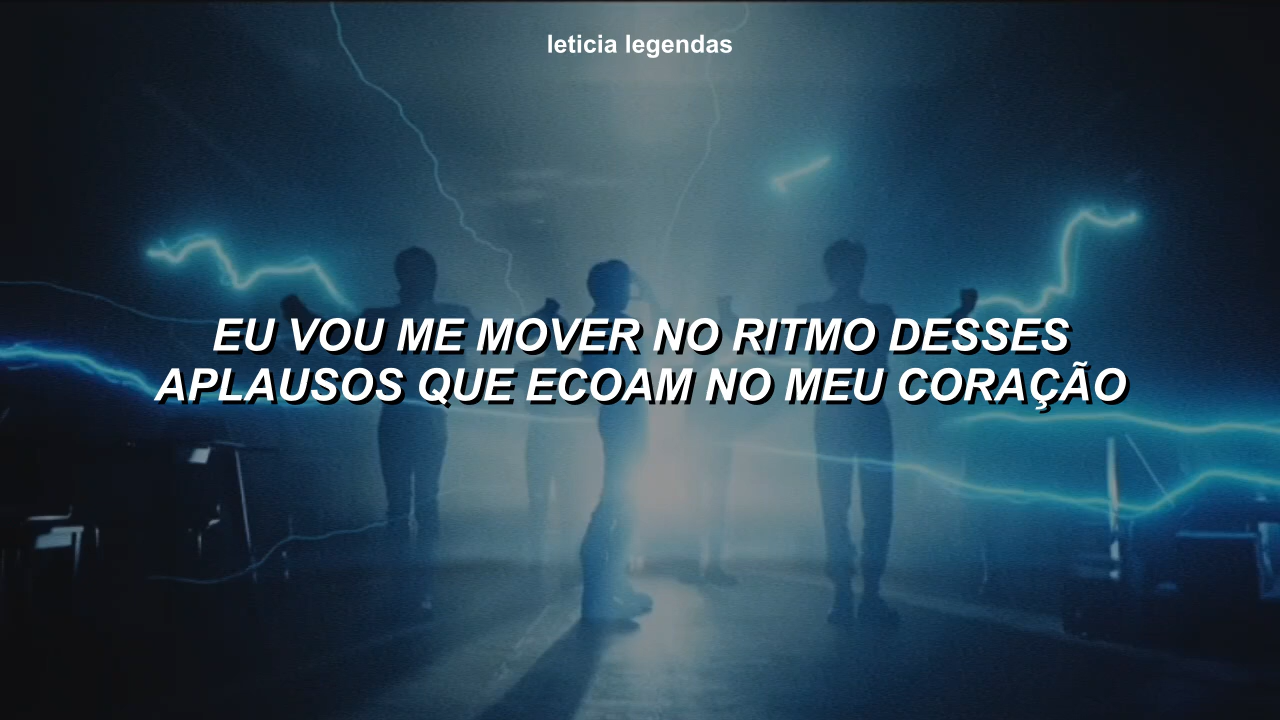 leticia legendas
EU VOU ME MOVER NO RITMO DESSES
APLAUSOS QUE ECOAM NO MEU CORAÇÃO